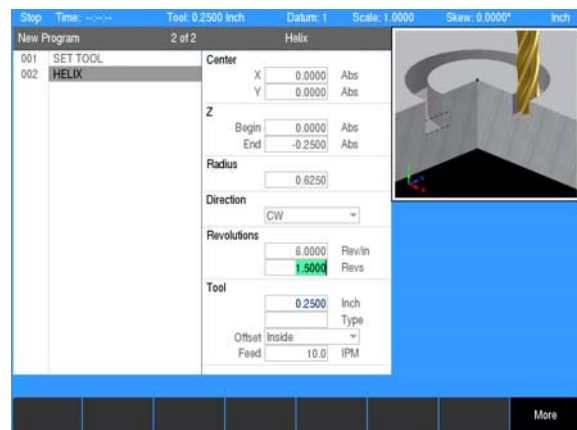 Stop Time: --:--:-- Tool: 0.2500 Inch Datum: 1 Scale: 1.0000 Skew: 0.0000° Inch
New Program 2 of 2 Helix
001 SET TOOL
002 HELIX
Center
X 0.0000 Abs
Y 0.0000 Abs
Z
Begin 0.0000 Abs
End -0.2500 Abs
Radius
0.6250
Direction
CW
Revolutions
6.0000 Rev/in
1.5000 Revs
Tool
0.2500 Inch
Type
Offset Inside
Feed 10.0 IPM
More